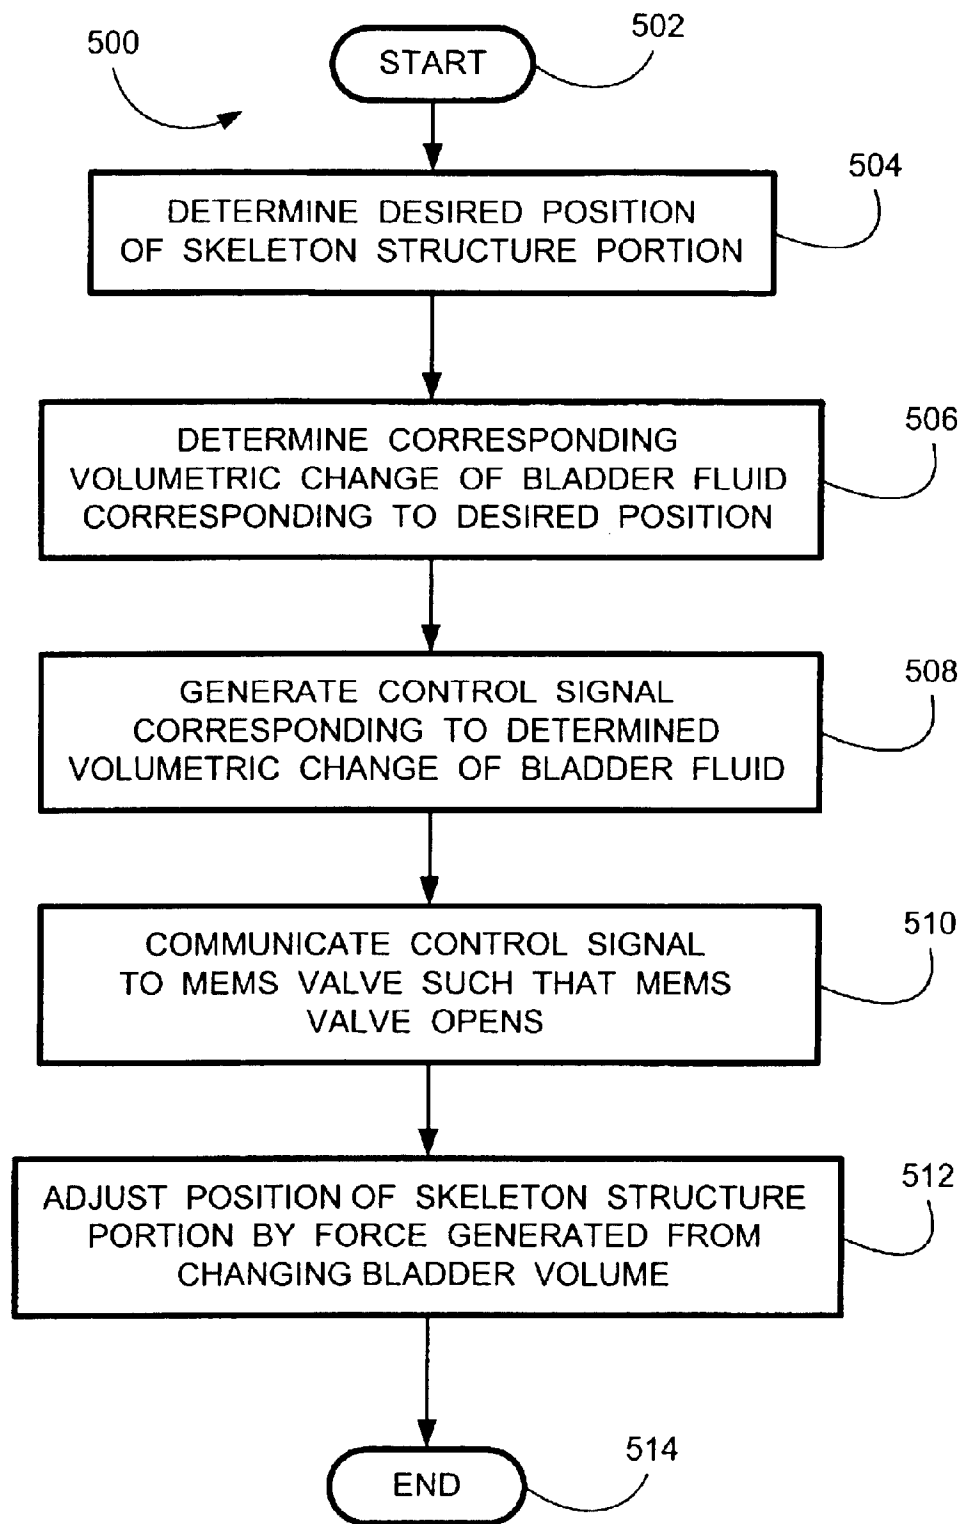 500
START
502
504
DETERMINE DESIRED POSITION
OF SKELETON STRUCTURE PORTION
506
DETERMINE CORRESPONDING
VOLUMETRIC CHANGE OF BLADDER FLUID
CORRESPONDING TO DESIRED POSITION
508
GENERATE CONTROL SIGNAL
CORRESPONDING TO DETERMINED
VOLUMETRIC CHANGE OF BLADDER FLUID
510
COMMUNICATE CONTROL SIGNAL
TO MEMS VALVE SUCH THAT MEMS
VALVE OPENS
512
ADJUST POSITION OF SKELETON STRUCTURE
PORTION BY FORCE GENERATED FROM
CHANGING BLADDER VOLUME
514
END